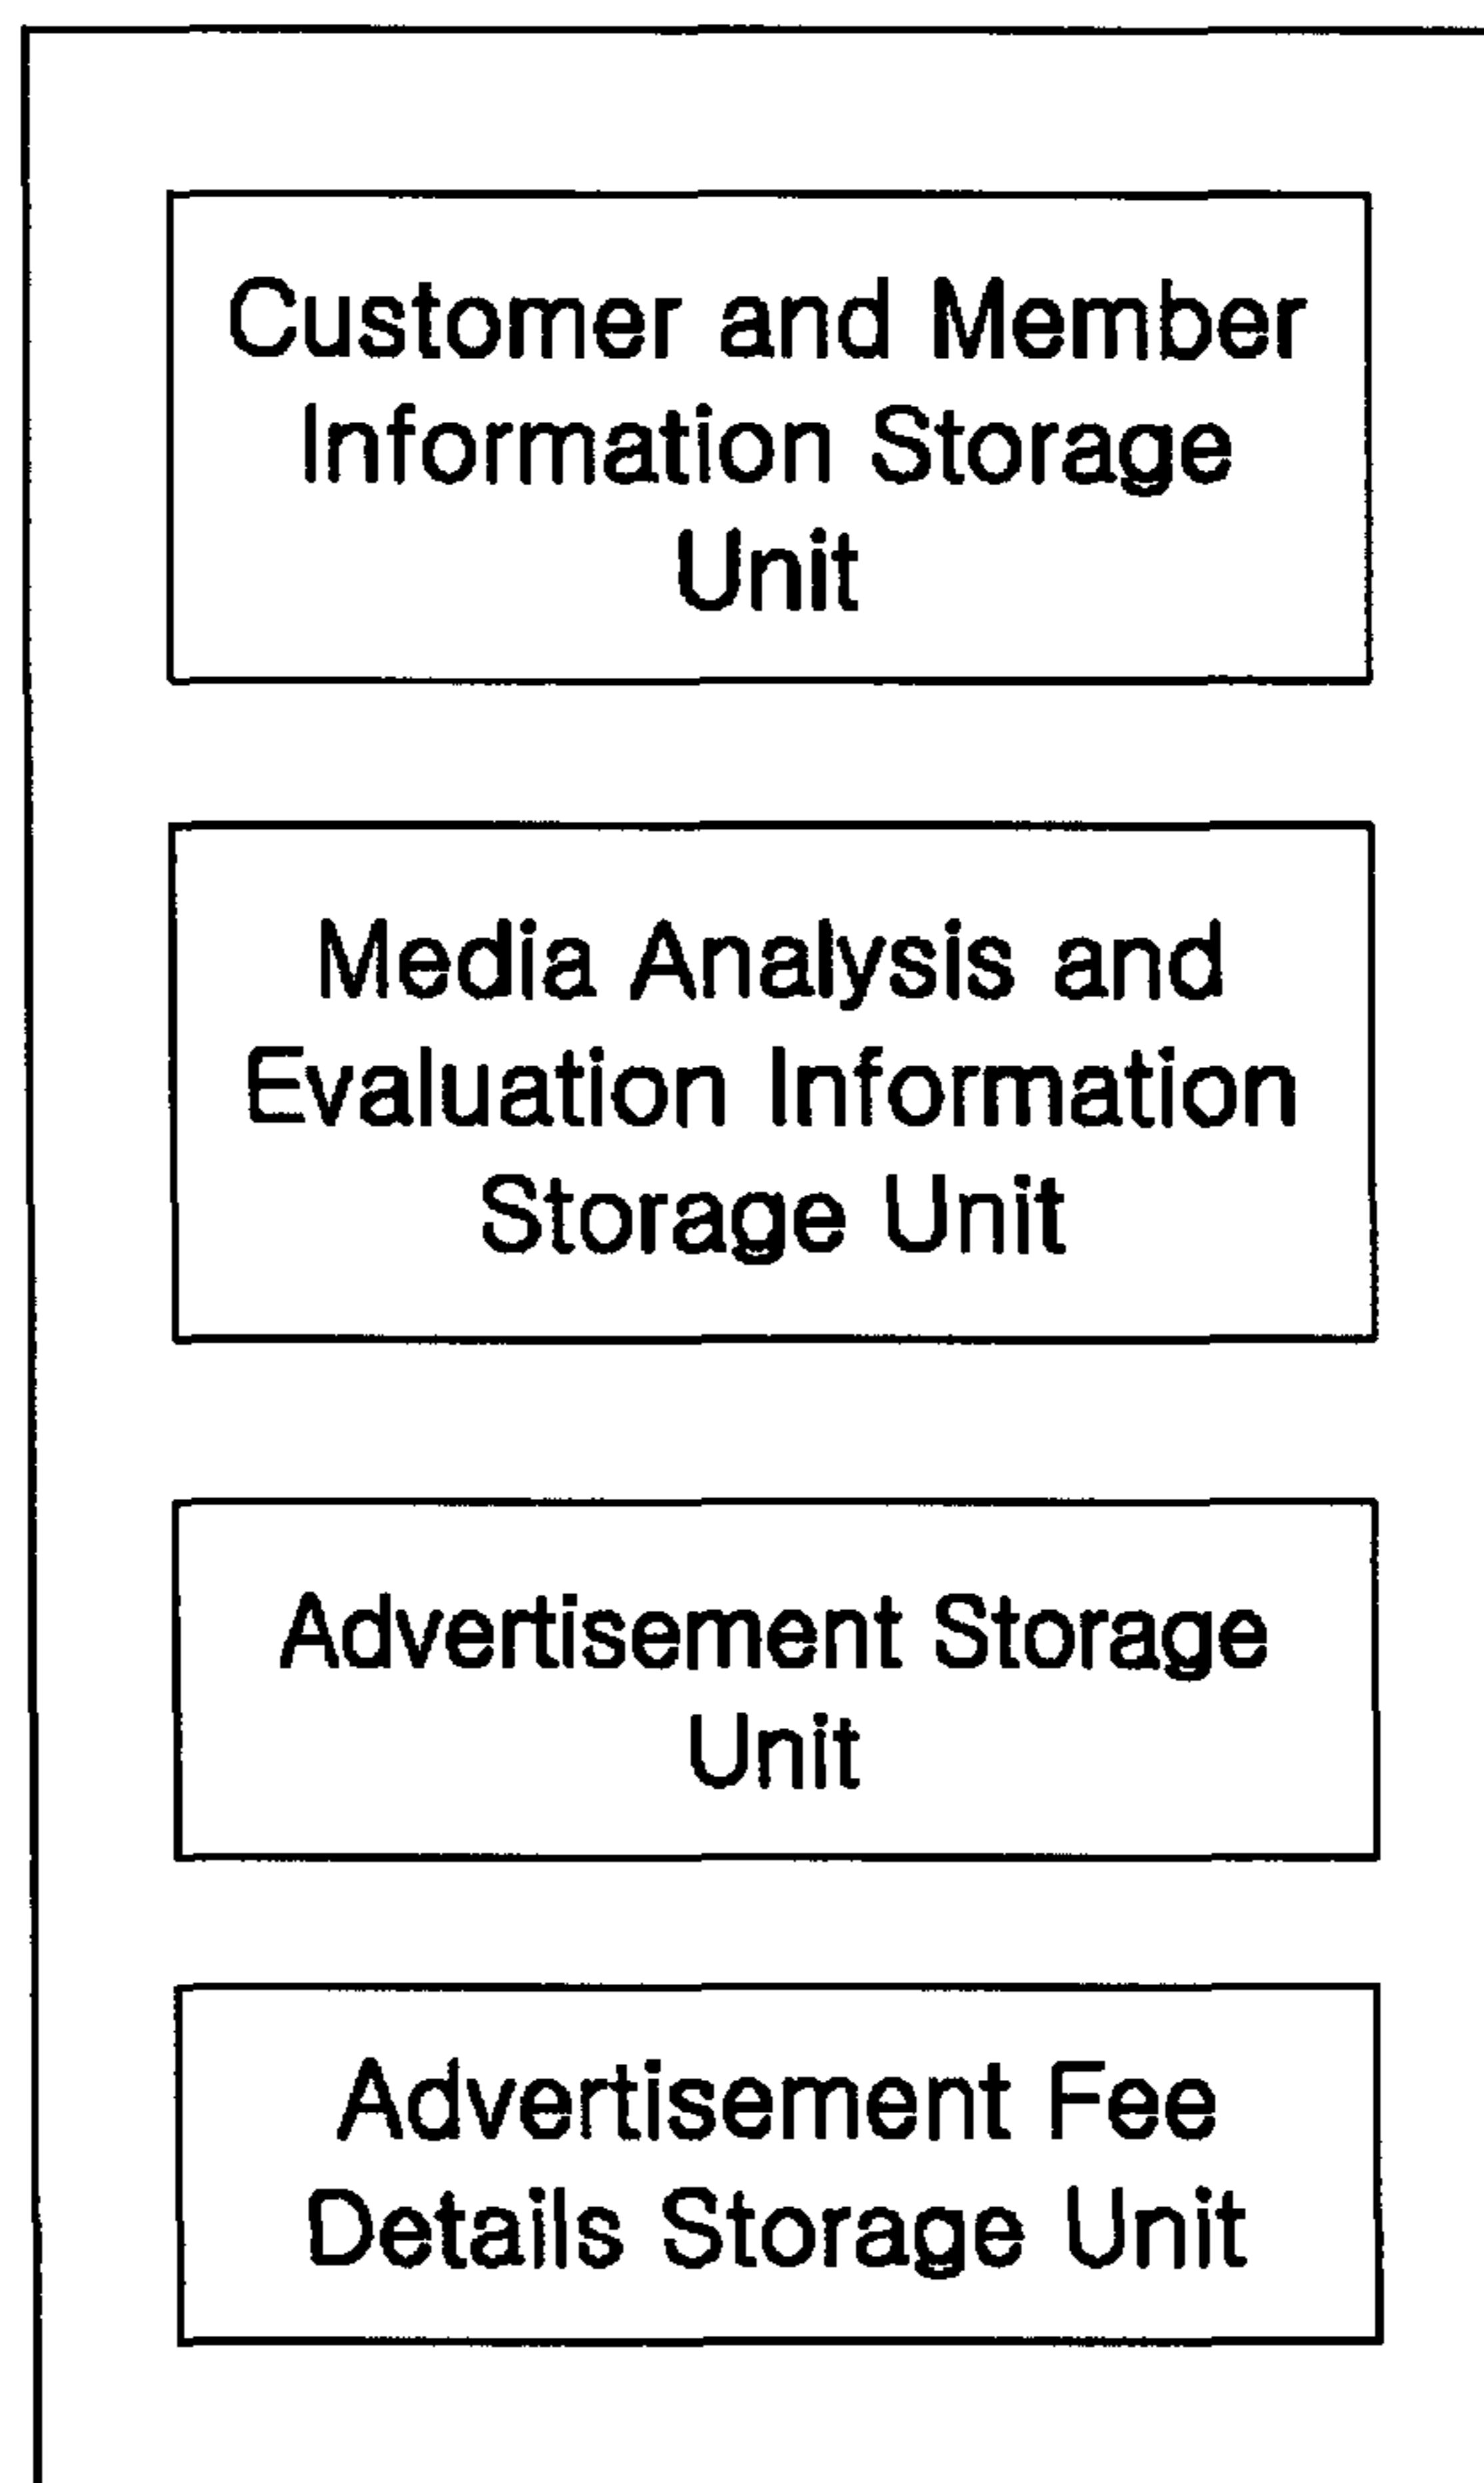 Customer and Member
Information Storage
Unit
Media Analysis and
Evaluation Information
Storage Unit
Advertisement Storage
Unit
Advertisement Fee
Details Storage Unit